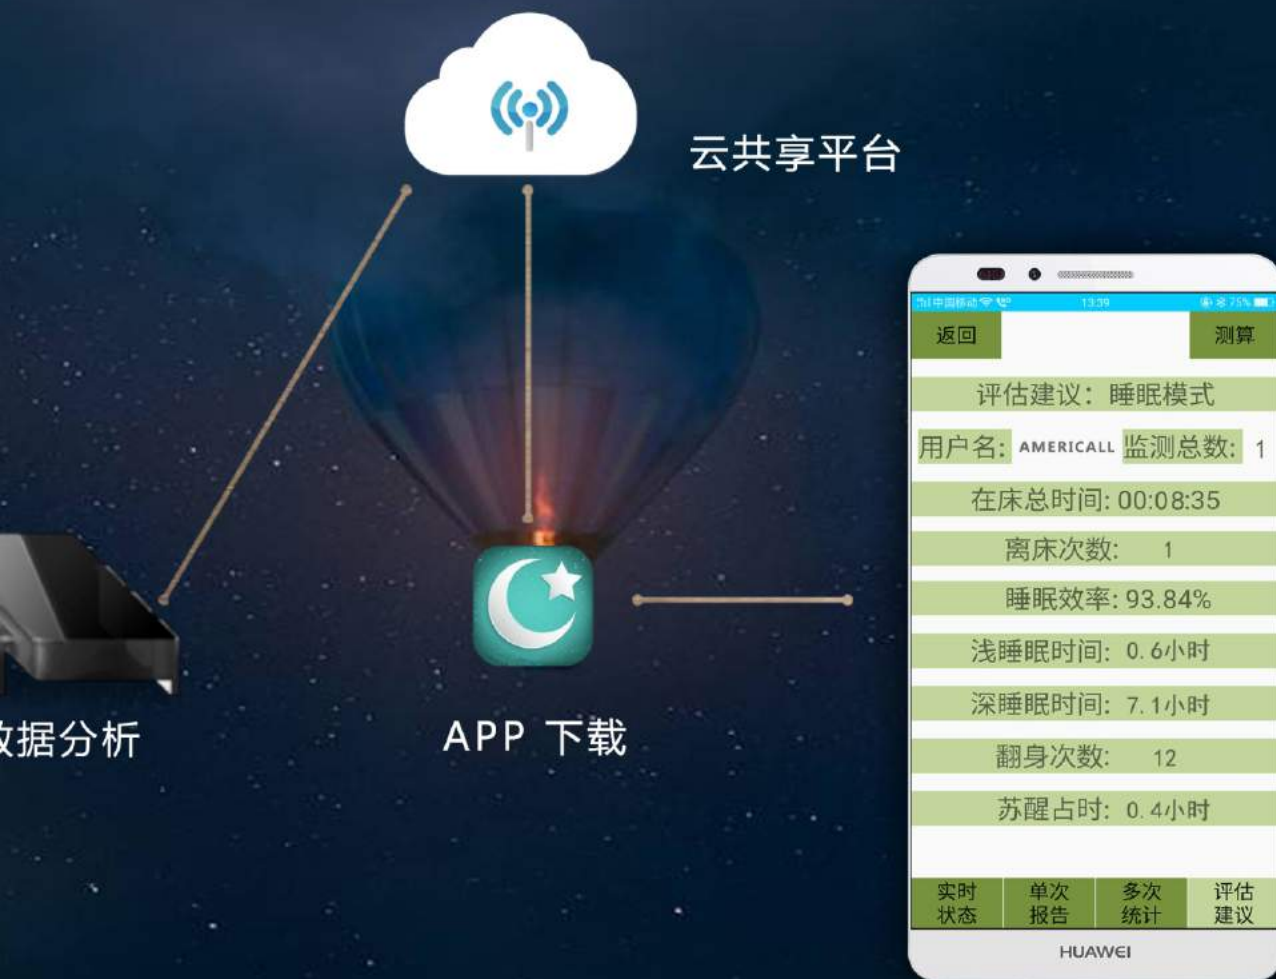 云共享平台
中国移动 13:39 75%
返回 测算
评估建议: 睡眠模式
用户名: AMERICALL 监测总数: 1
在床总时间: 00:08:35
离床次数: 1
睡眠效率: 93.84%
浅睡眠时间: 0.6小时
深睡眠时间: 7.1小时
翻身次数: 12
苏醒占时: 0.4小时
实时状态 单次报告 多次统计 评估建议
HUAWEI
据分析
APP 下载